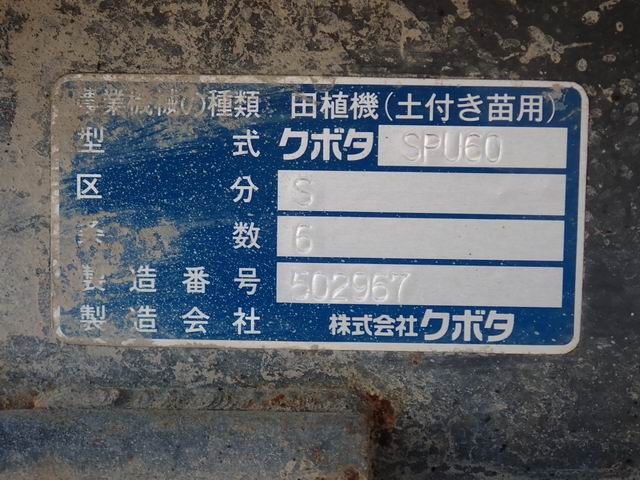 農業機械の種類 田植機(土付き苗用)
型式 クボタ SPU60
区分 S
条数 6
製造番号 502967
製造会社 株式会社クボタ